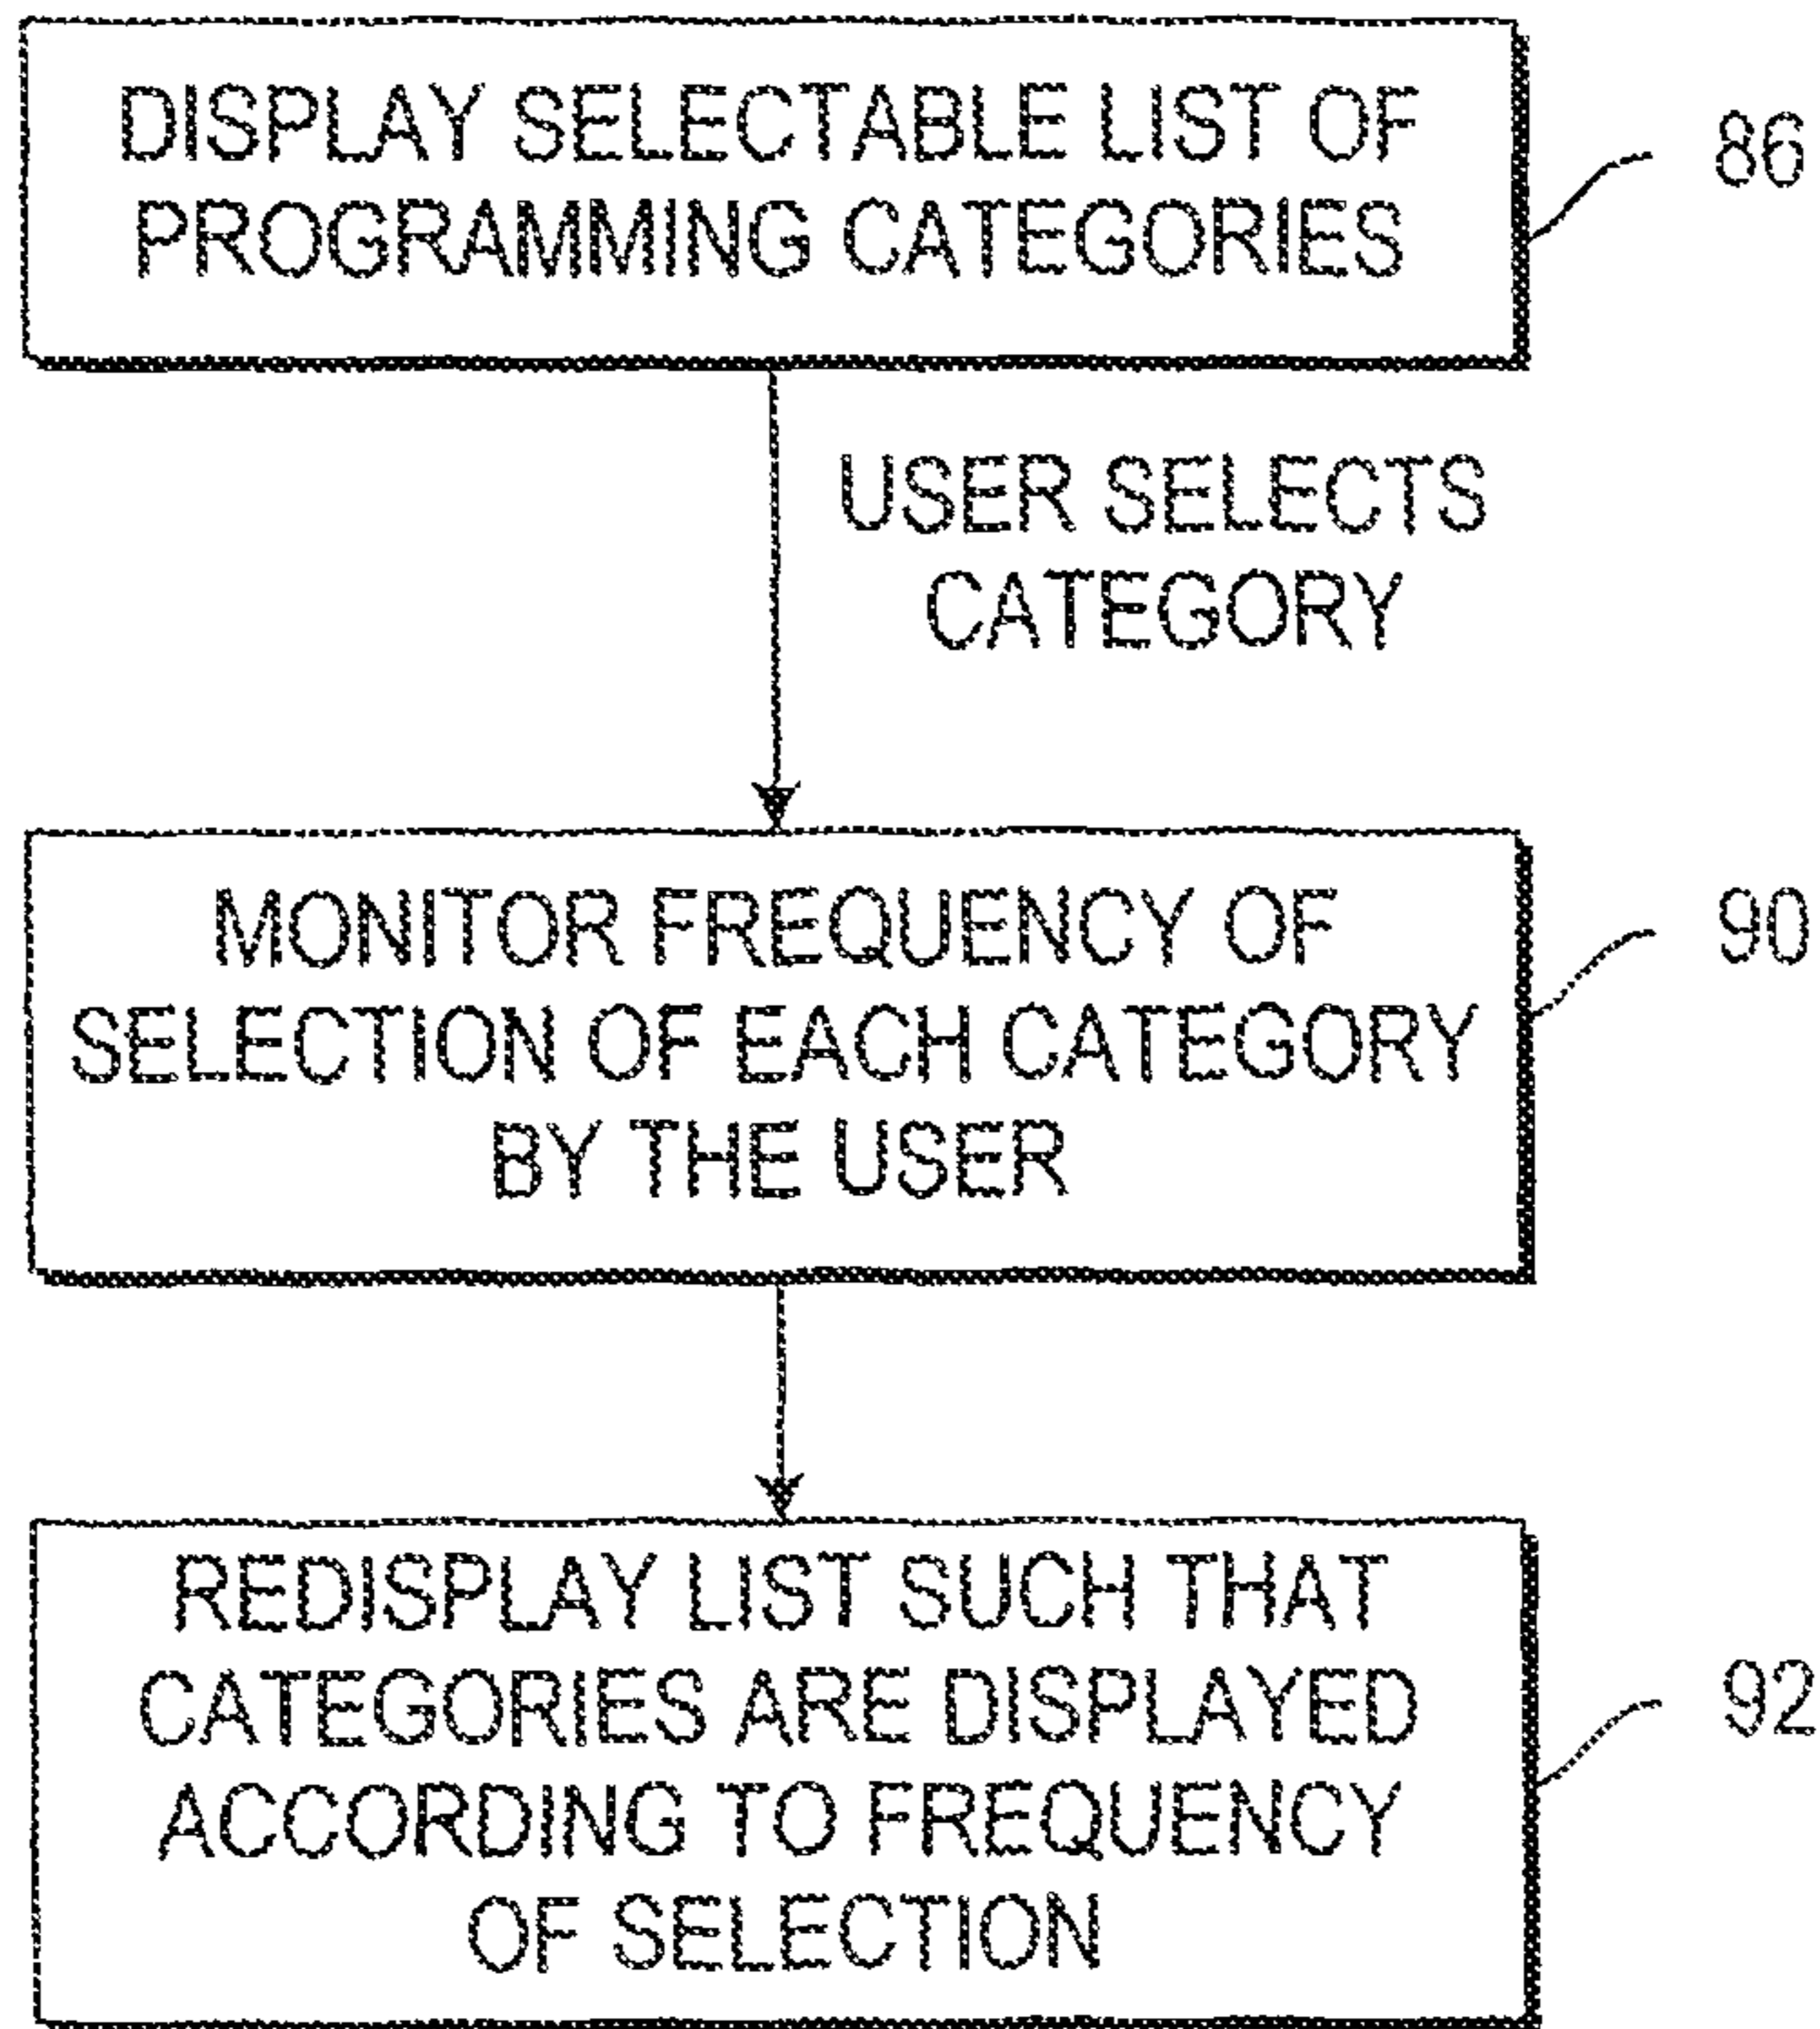 DISPLAY SELECTABLE LIST OF
PROGRAMMING CATEGORIES
86
USER SELECTS
CATEGORY
MONITOR FREQUENCY OF
SELECTION OF EACH CATEGORY
BY THE USER
90
REDISPLAY LIST SUCH THAT
CATEGORIES ARE DISPLAYED
ACCORDING TO FREQUENCY
OF SELECTION
92